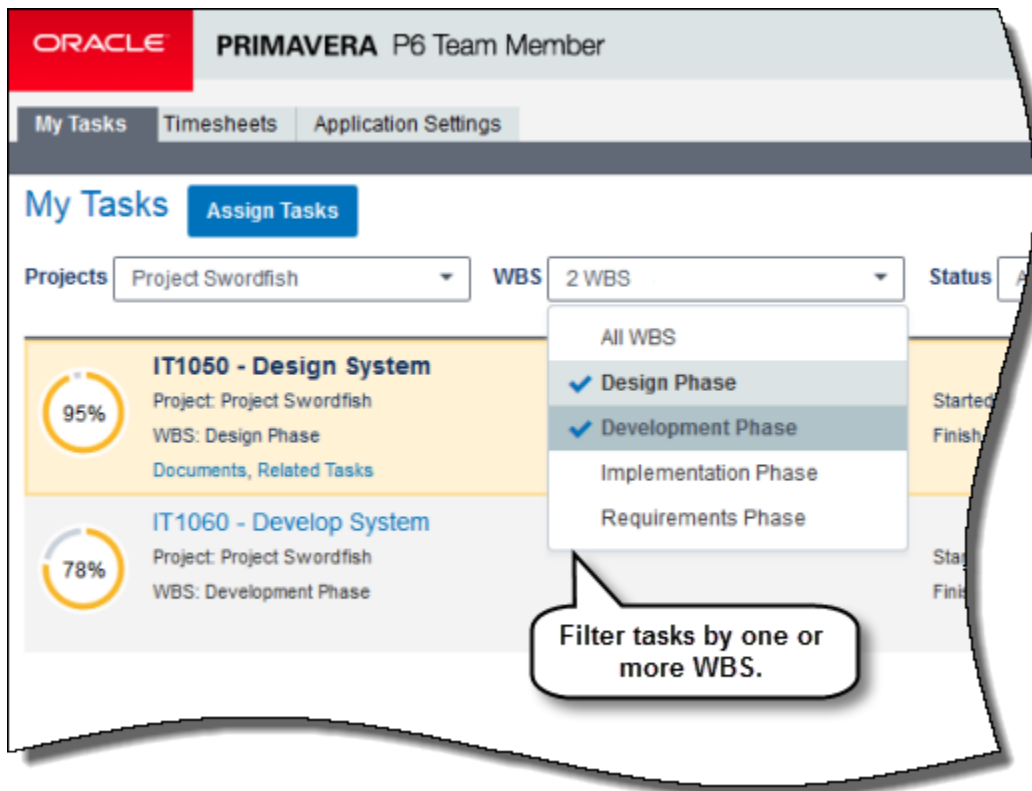 ORACLE PRIMAVERA P6 Team Member
My Tasks Timesheets Application Settings
My Tasks Assign Tasks
Projects Project Swordfish WBS 2 WBS Status
All WBS
IT1050 - Design System
Design Phase
95%
Project: Project Swordfish
Started
Development Phase
WBS: Design Phase
Finish
Documents, Related Tasks
Implementation Phase
Requirements Phase
IT1060 - Develop System
78%
Project: Project Swordfish
WBS: Development Phase
Filter tasks by one or
more WBS.